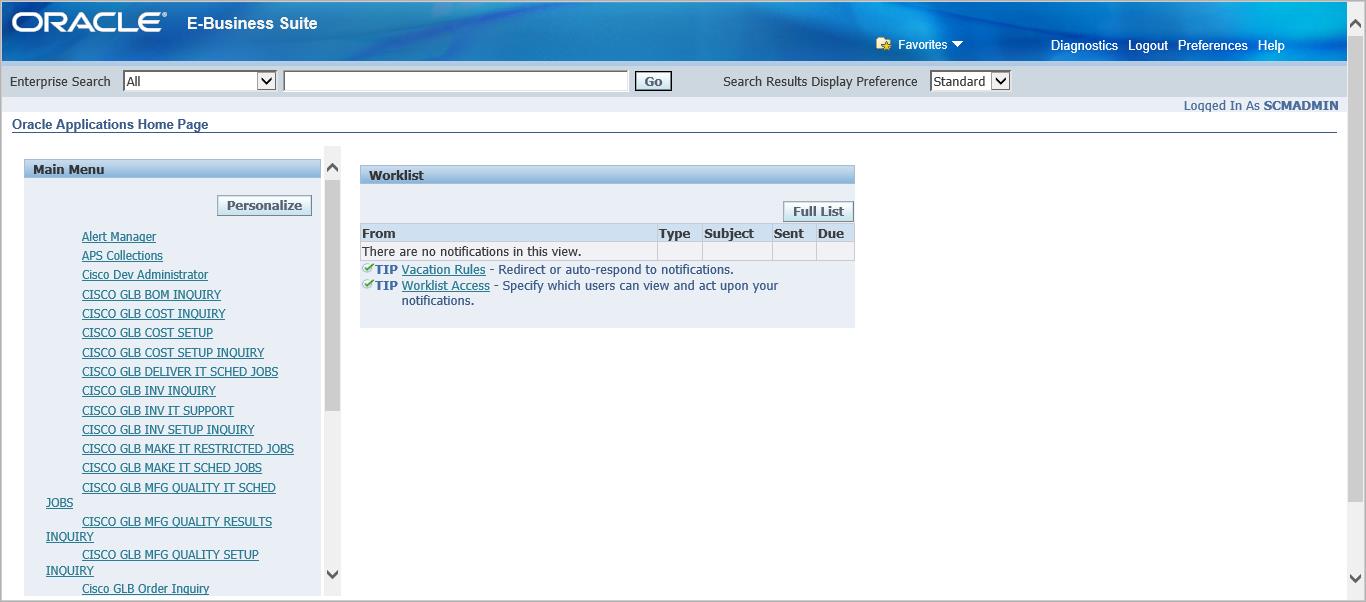 ORACLE® E-Business Suite
Favorites Diagnostics Logout Preferences Help
Enterprise Search All Go Search Results Display Preference Standard
Logged In As SCMADMIN
Oracle Applications Home Page
Main Menu
Personalize
Alert Manager
APS Collections
Cisco Dev Administrator
CISCO GLB BOM INQUIRY
CISCO GLB COST INQUIRY
CISCO GLB COST SETUP
CISCO GLB COST SETUP INQUIRY
CISCO GLB DELIVER IT SCHED JOBS
CISCO GLB INV INQUIRY
CISCO GLB INV IT SUPPORT
CISCO GLB INV SETUP INQUIRY
CISCO GLB MAKE IT RESTRICTED JOBS
CISCO GLB MAKE IT SCHED JOBS
CISCO GLB MFG QUALITY IT SCHED
JOBS
CISCO GLB MFG QUALITY RESULTS
INQUIRY
CISCO GLB MFG QUALITY SETUP
INQUIRY
Cisco GLB Order Inquiry
Worklist
Full List
From Type Subject Sent Due
There are no notifications in this view.
TIP Vacation Rules - Redirect or auto-respond to notifications.
TIP Worklist Access - Specify which users can view and act upon your
notifications.